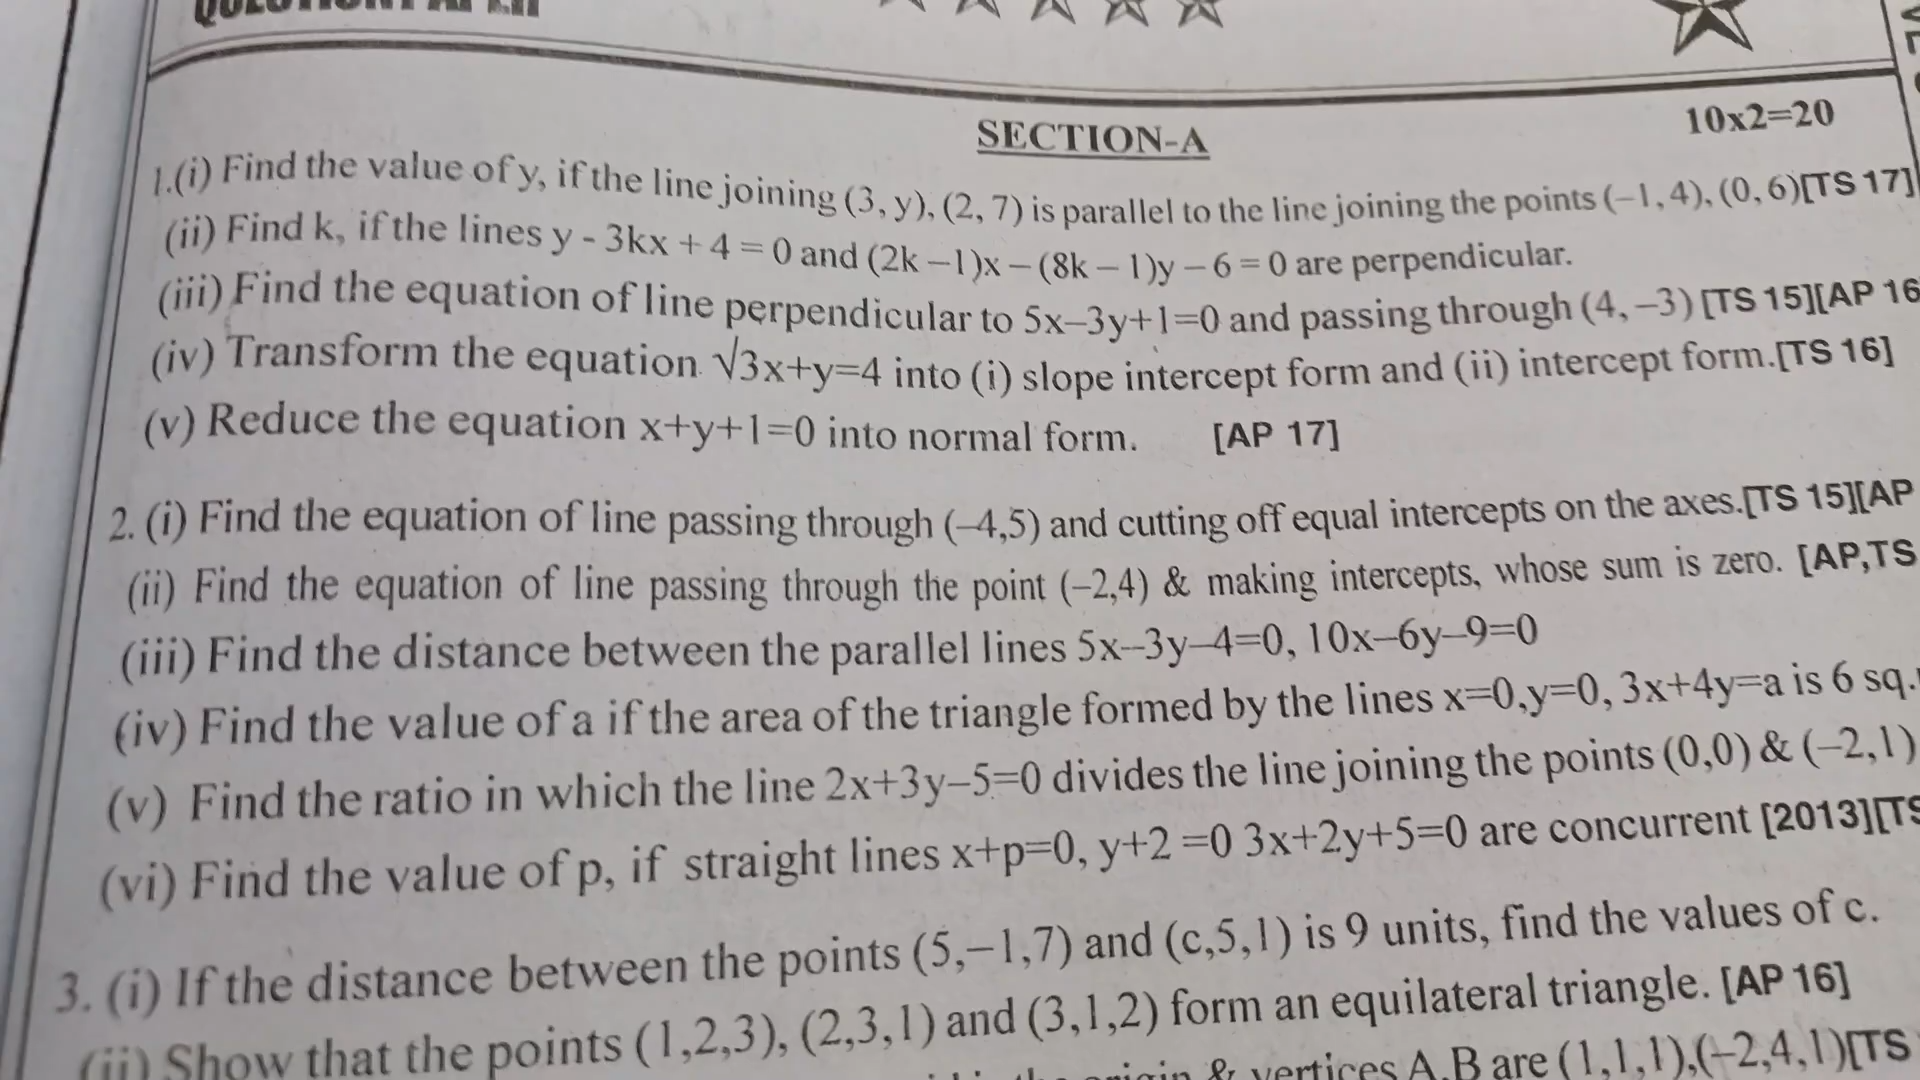 QUESTION PAPER
SECTION-A
10x2=20
1.(i) Find the value of y, if the line joining (3, y), (2, 7) is parallel to the line joining the points (−1, 4), (0, 6)[TS 17]
(ii) Find k, if the lines y - 3kx + 4 = 0 and (2k – 1)x – (8k – 1)y – 6 = 0 are perpendicular.
(iii) Find the equation of line perpendicular to 5x–3y+1=0 and passing through (4, –3) [TS 15][AP 16
(iv) Transform the equation √3x+y=4 into (i) slope intercept form and (ii) intercept form.[TS 16]
(v) Reduce the equation x+y+1=0 into normal form. [AP 17]
2. (i) Find the equation of line passing through (–4,5) and cutting off equal intercepts on the axes.[TS 15][AP
(ii) Find the equation of line passing through the point (–2,4) & making intercepts, whose sum is zero. [AP,TS
(iii) Find the distance between the parallel lines 5x–3y–4=0, 10x–6y–9=0
(iv) Find the value of a if the area of the triangle formed by the lines x=0,y=0, 3x+4y=a is 6 sq.
(v) Find the ratio in which the line 2x+3y–5=0 divides the line joining the points (0,0) & (–2,1)
(vi) Find the value of p, if straight lines x+p=0, y+2 =0 3x+2y+5=0 are concurrent [2013][TS
3. (i) If the distance between the points (5,–1,7) and (c,5,1) is 9 units, find the values of c.
(ii) Show that the points (1,2,3), (2,3,1) and (3,1,2) form an equilateral triangle. [AP 16]
origin & vertices A,B are (1,1,1),(–2,4,1)[TS